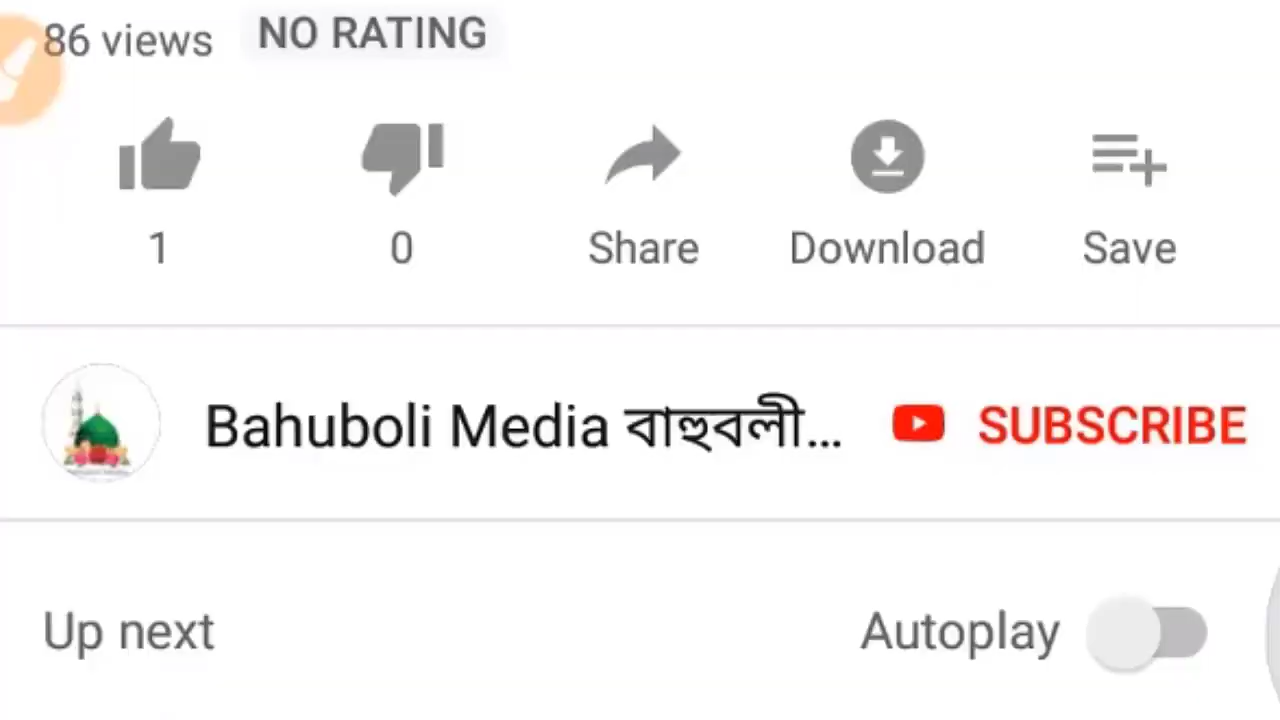 86 views NO RATING
1 0 Share Download Save
Bahuboli Media বাহুবলী... SUBSCRIBE
Up next Autoplay